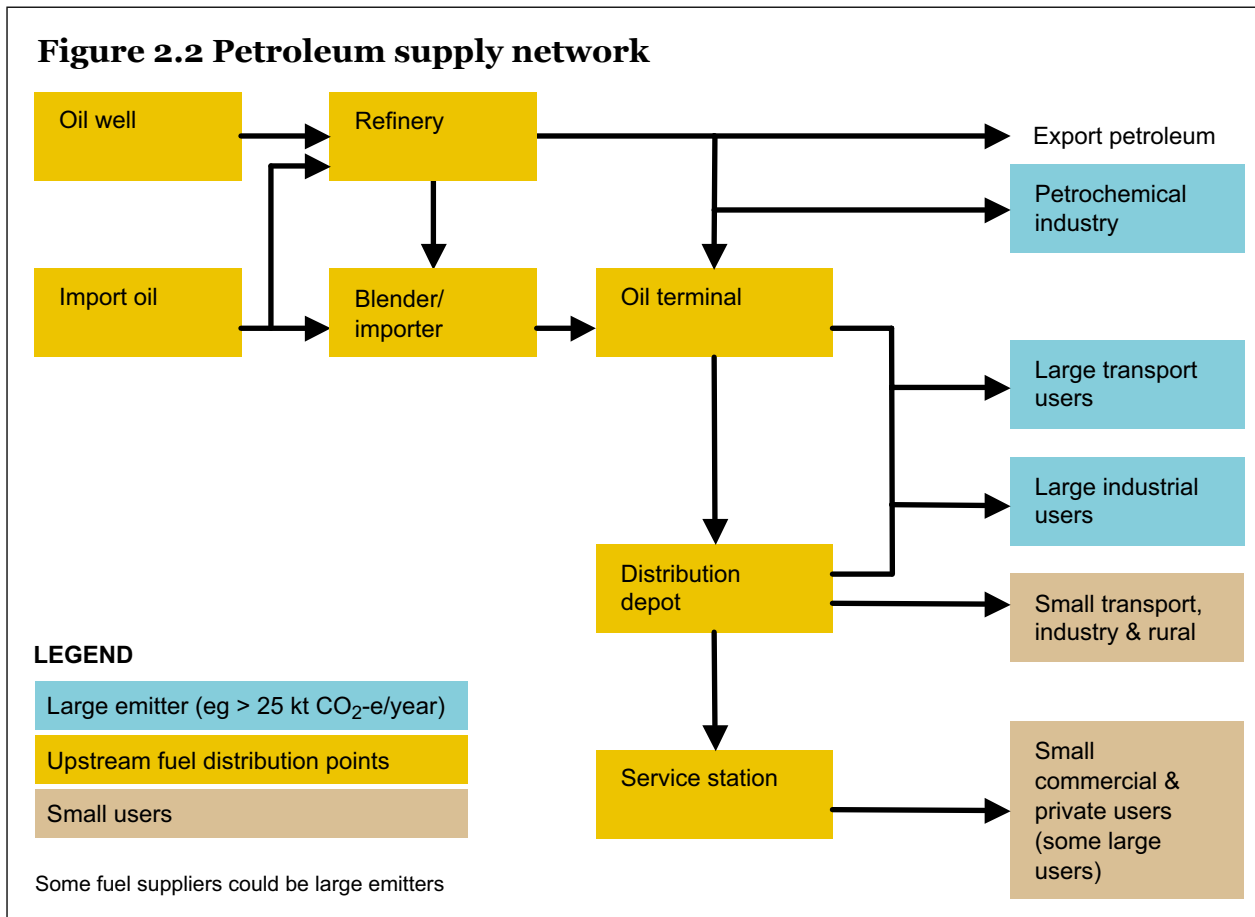 Figure 2.2 Petroleum supply network
Oil well
Refinery
Export petroleum
Petrochemical
industry
Import oil
Blender/
importer
Oil terminal
Large transport
users
Large industrial
users
Distribution
depot
Small transport,
industry & rural
LEGEND
Large emitter (eg > 25 kt CO₂-e/year)
Upstream fuel distribution points
Small users
Service station
Small
commercial &
private users
(some large
users)
Some fuel suppliers could be large emitters